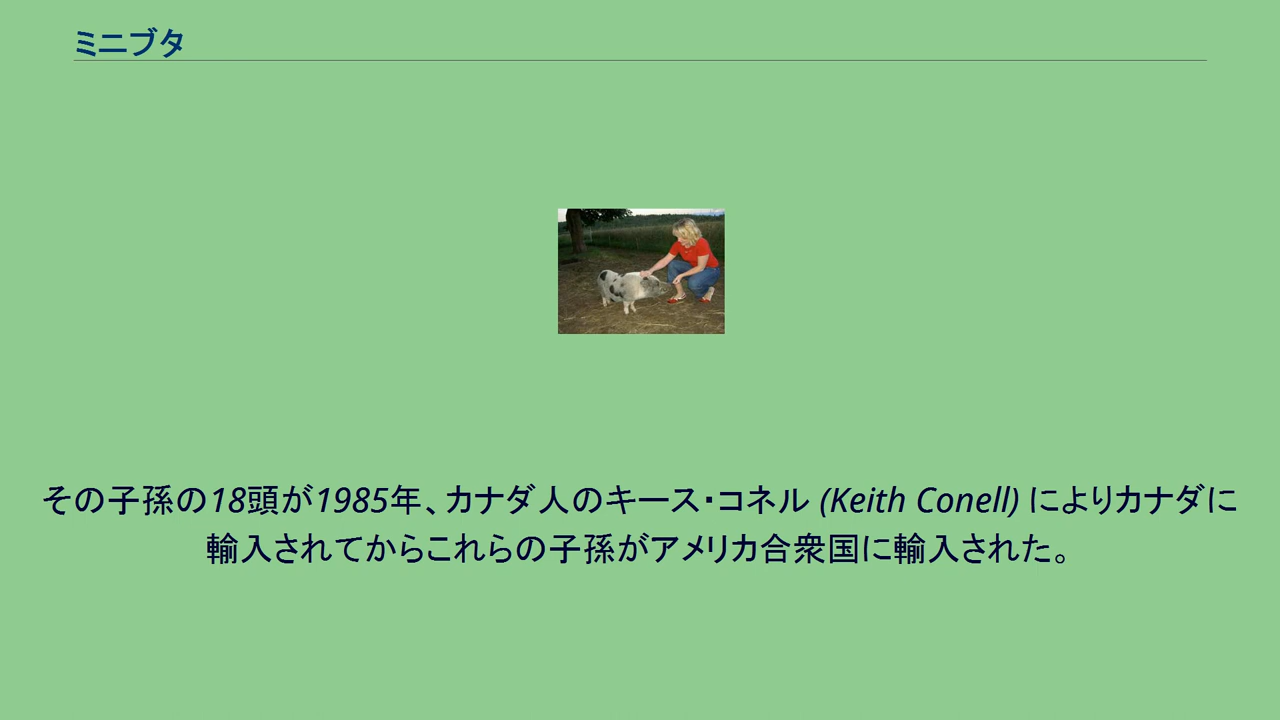 ミニブタ
その子孫の18頭が1985年、カナダ人のキース・コネル (Keith Conell) によりカナダに
輸入されてからこれらの子孫がアメリカ合衆国に輸入された。